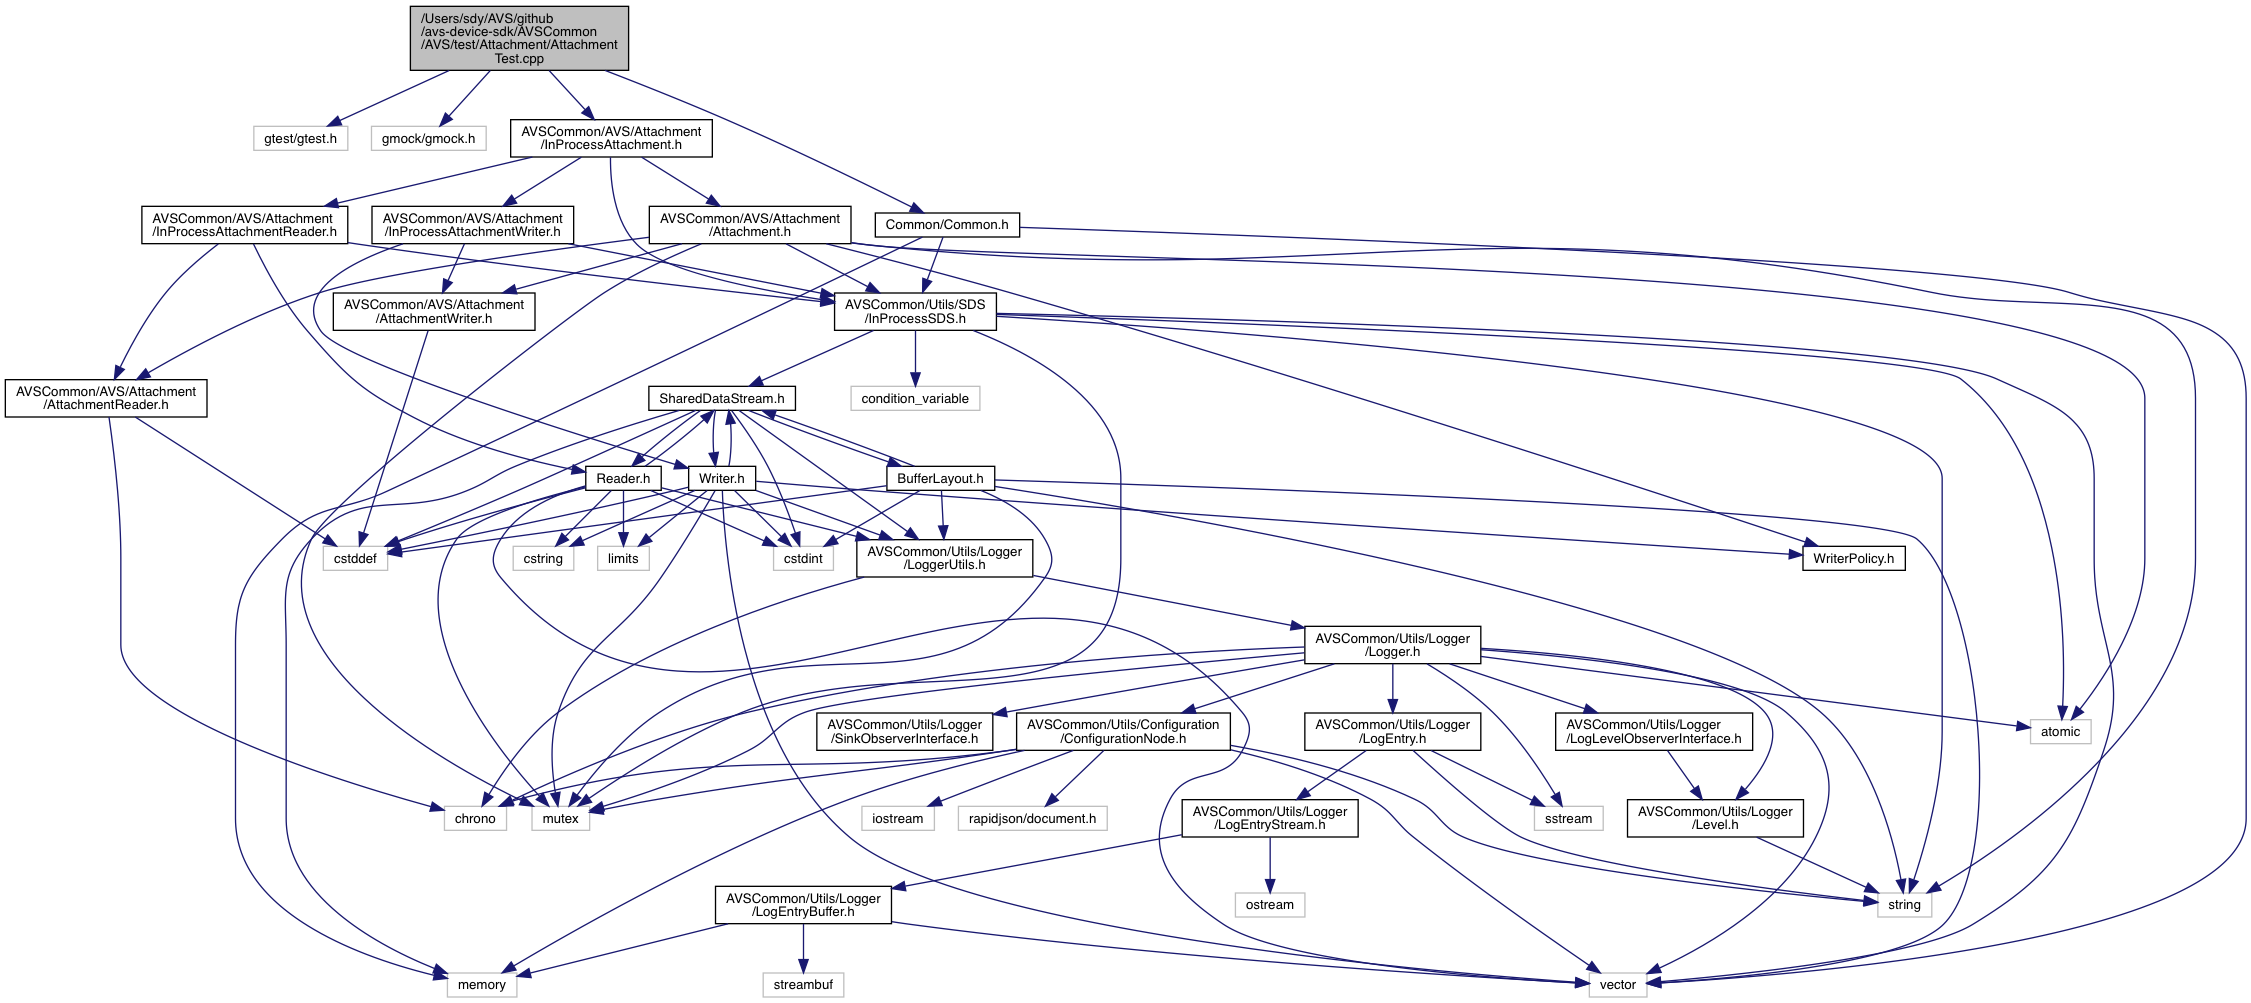 /Users/sdy/AVS/github
/avs-device-sdk/AVSCommon
/AVS/test/Attachment/Attachment
Test.cpp
gtest/gtest.h
gmock/gmock.h
AVSCommon/AVS/Attachment
/InProcessAttachment.h
AVSCommon/AVS/Attachment
/InProcessAttachmentReader.h
AVSCommon/AVS/Attachment
/InProcessAttachmentWriter.h
AVSCommon/AVS/Attachment
/Attachment.h
Common/Common.h
AVSCommon/AVS/Attachment
/AttachmentWriter.h
AVSCommon/Utils/SDS
/InProcessSDS.h
AVSCommon/AVS/Attachment
/AttachmentReader.h
SharedDataStream.h
condition_variable
Reader.h
Writer.h
BufferLayout.h
cstddef
cstring
limits
cstdint
AVSCommon/Utils/Logger
/LoggerUtils.h
WriterPolicy.h
AVSCommon/Utils/Logger
/Logger.h
AVSCommon/Utils/Logger
/SinkObserverInterface.h
AVSCommon/Utils/Configuration
/ConfigurationNode.h
AVSCommon/Utils/Logger
/LogEntry.h
AVSCommon/Utils/Logger
/LogLevelObserverInterface.h
atomic
chrono
mutex
iostream
rapidjson/document.h
AVSCommon/Utils/Logger
/LogEntryStream.h
sstream
AVSCommon/Utils/Logger
/Level.h
AVSCommon/Utils/Logger
/LogEntryBuffer.h
ostream
string
memory
streambuf
vector